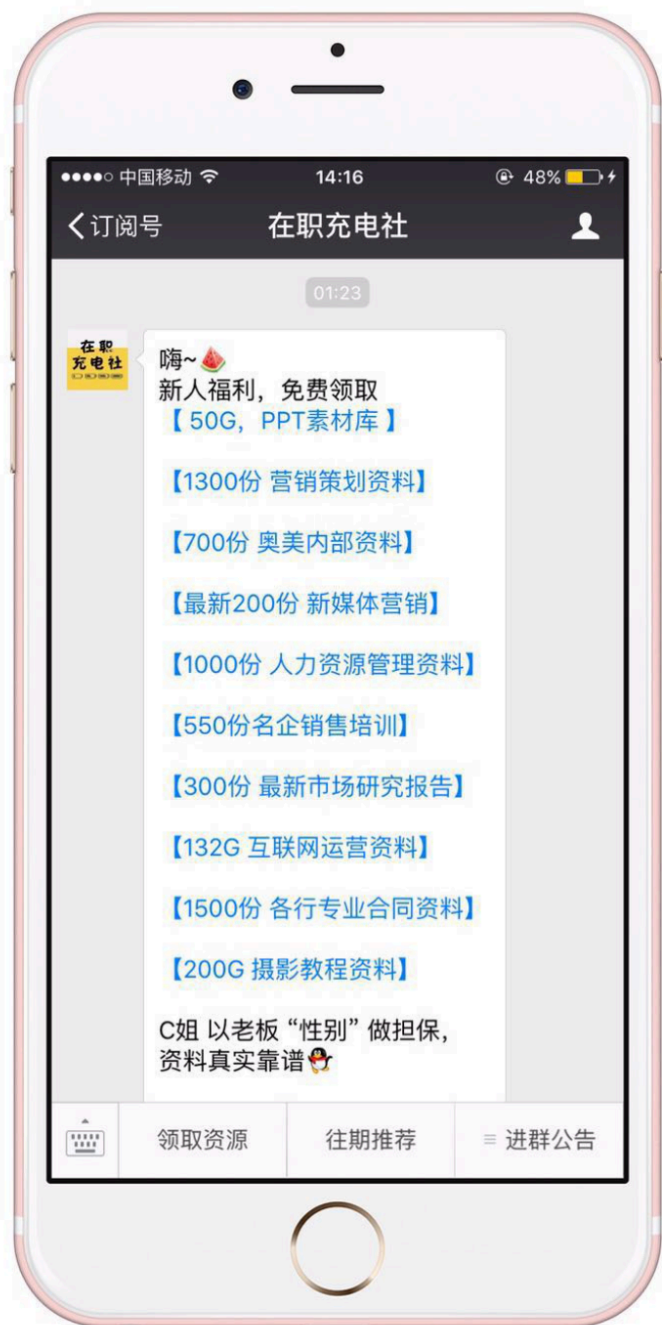 中国移动 14:16 48%
订阅号 在职充电社
01:23
在职
充电社
嗨~
新人福利，免费领取
【 50G，PPT素材库 】
【1300份 营销策划资料】
【700份 奥美内部资料】
【最新200份 新媒体营销】
【1000份 人力资源管理资料】
【550份名企销售培训】
【300份 最新市场研究报告】
【132G 互联网运营资料】
【1500份 各行专业合同资料】
【200G 摄影教程资料】
C姐 以老板 “性别” 做担保，
资料真实靠谱
领取资源 往期推荐 进群公告